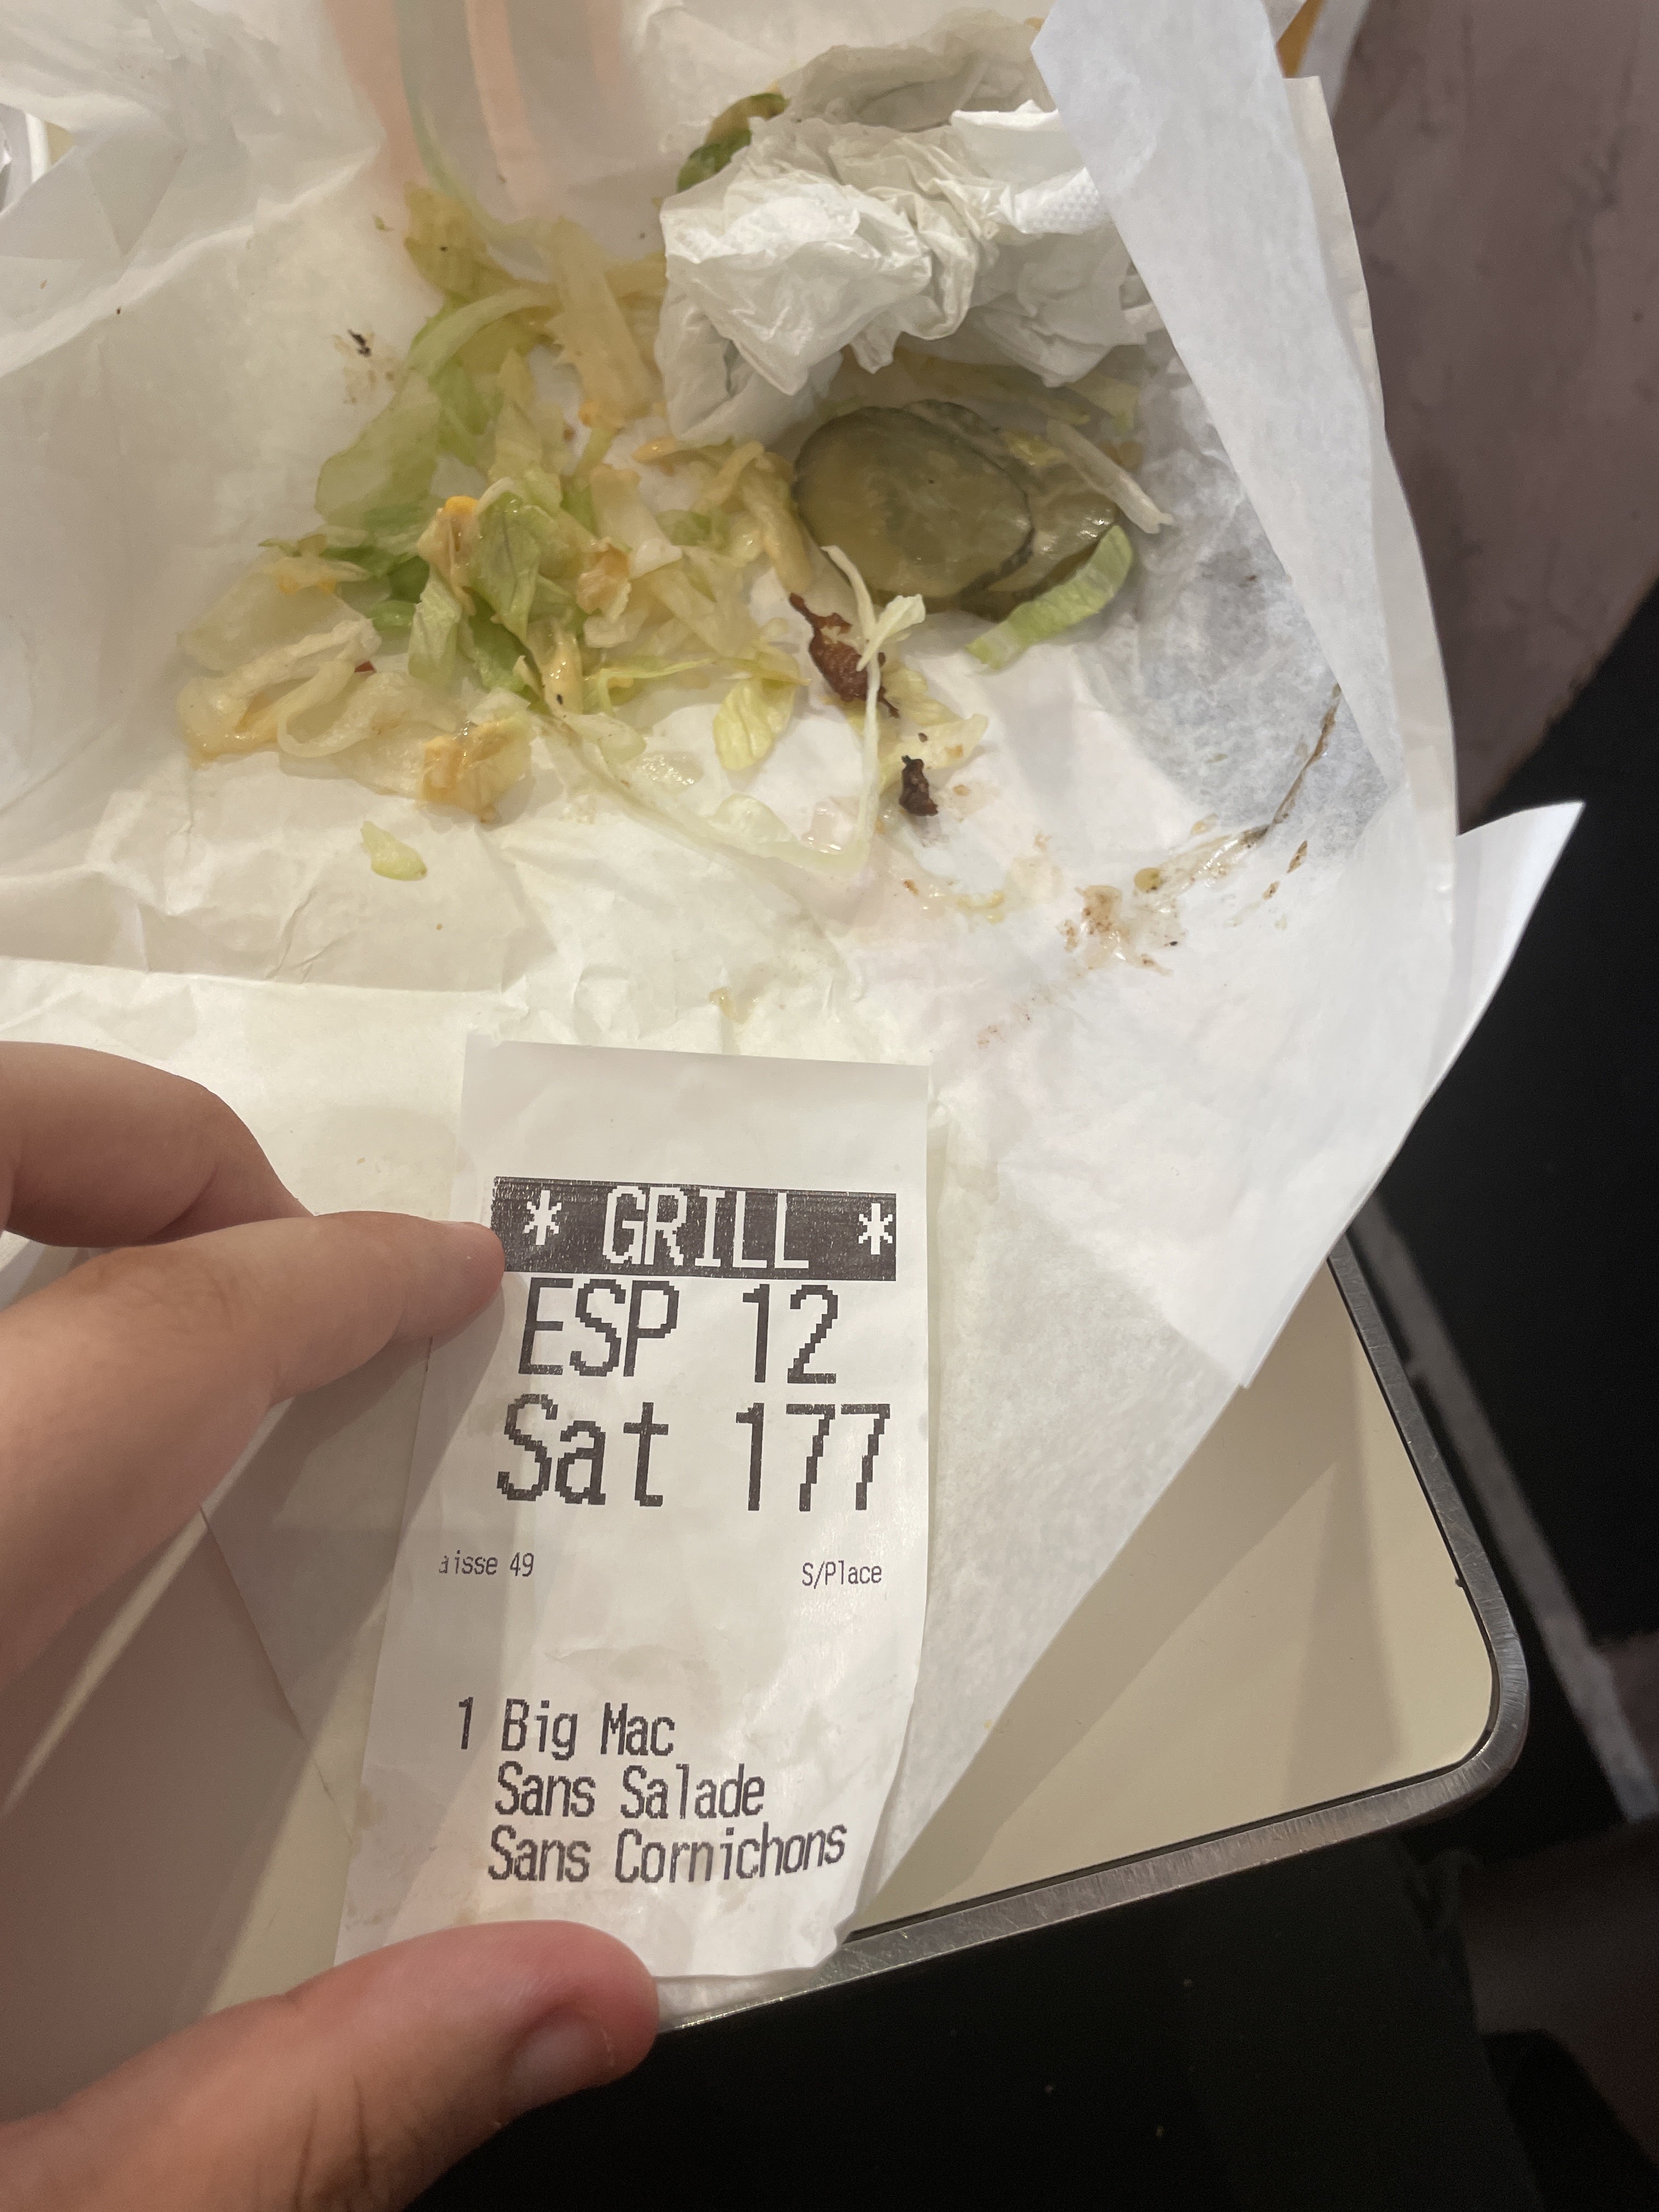 * GRILL *
ESP 12
Sat 177
aisse 49 S/Place
1 Big Mac
Sans Salade
Sans Cornichons